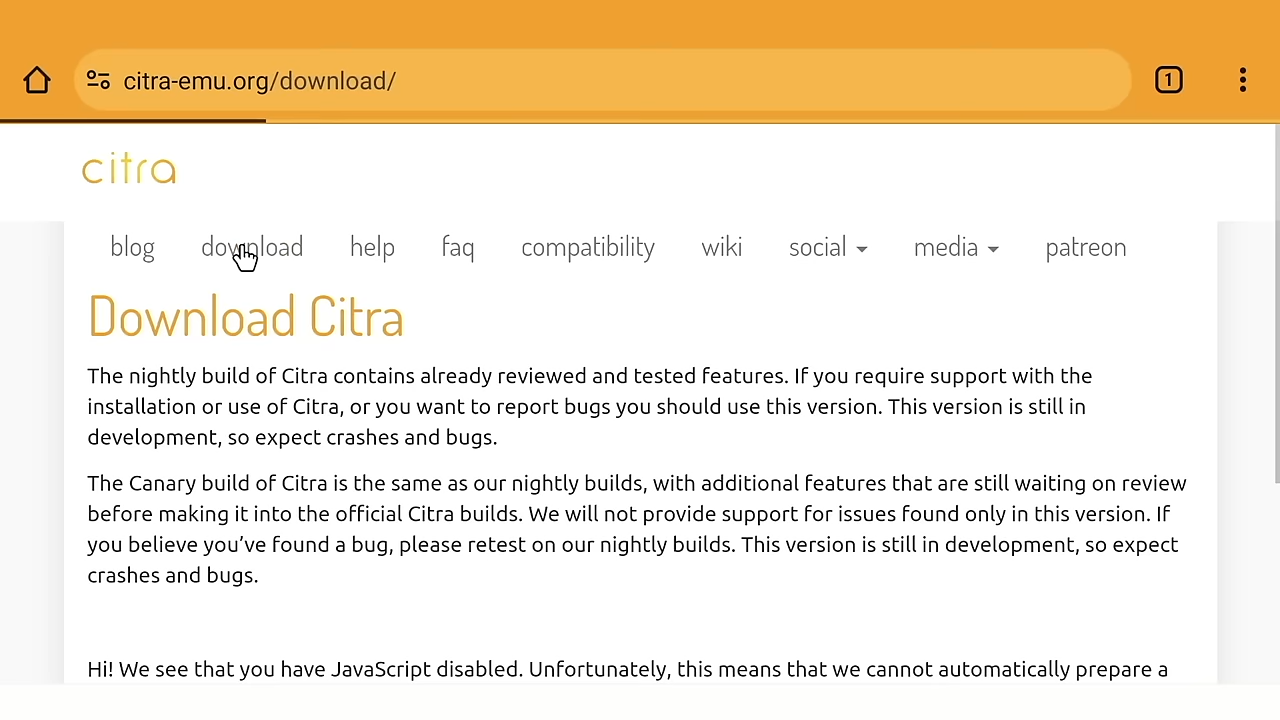 citra-emu.org/download/
1
citra
blog download help faq compatibility wiki social media patreon
Download Citra
The nightly build of Citra contains already reviewed and tested features. If you require support with the
installation or use of Citra, or you want to report bugs you should use this version. This version is still in
development, so expect crashes and bugs.
The Canary build of Citra is the same as our nightly builds, with additional features that are still waiting on review
before making it into the official Citra builds. We will not provide support for issues found only in this version. If
you believe you’ve found a bug, please retest on our nightly builds. This version is still in development, so expect
crashes and bugs.
Hi! We see that you have JavaScript disabled. Unfortunately, this means that we cannot automatically prepare a